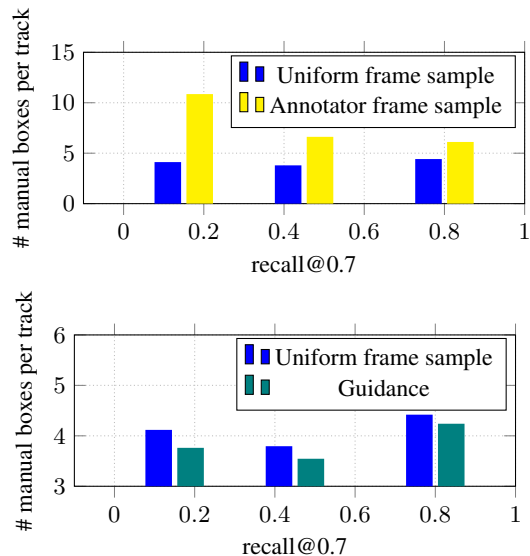 15
10
5
0
# manual boxes per track
Uniform frame sample
Annotator frame sample
0 0.2 0.4 0.6 0.8 1
recall@0.7
6
5
4
3
# manual boxes per track
Uniform frame sample
Guidance
0 0.2 0.4 0.6 0.8 1
recall@0.7